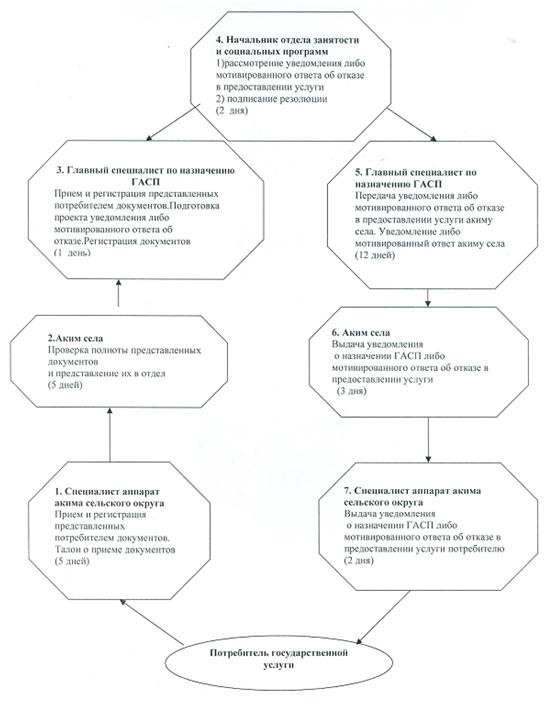 4. Начальник отдела занятости
и социальных программ
1)рассмотрение уведомления либо
мотивированного ответа об отказе
в предоставлении услуги
2) подписание резолюции
(2 дня)
3. Главный специалист по назначению
ГАСП
Прием и регистрация представленных
потребителем документов.Подготовка
проекта уведомления либо
мотивированного ответа об
отказе.Регистрация документов
(1 день)
5. Главный специалист по
назначению ГАСП
Передача уведомления либо
мотивированного ответа об отказе
в предоставлении услуги акиму
села. Уведомление либо
мотивированный ответ акиму села
(12 дней)
2.Аким села
Проверка полноты представленных
документов
и представление их в отдел
(5 дней)
6. Аким села
Выдача уведомления
о назначении ГАСП либо
мотивированного ответа об отказе в
предоставлении услуги
(3 дня)
1. Специалист аппарат
акима сельского округа
Прием и регистрация
представленных
потребителем документов.
Талон о приеме документов
(5 дней)
7. Специалист аппарат акима
сельского округа
Выдача уведомления
о назначении ГАСП либо
мотивированного ответа об отказе в
предоставлении услуги потребителю
(2 дня)
Потребитель государственной
услуги